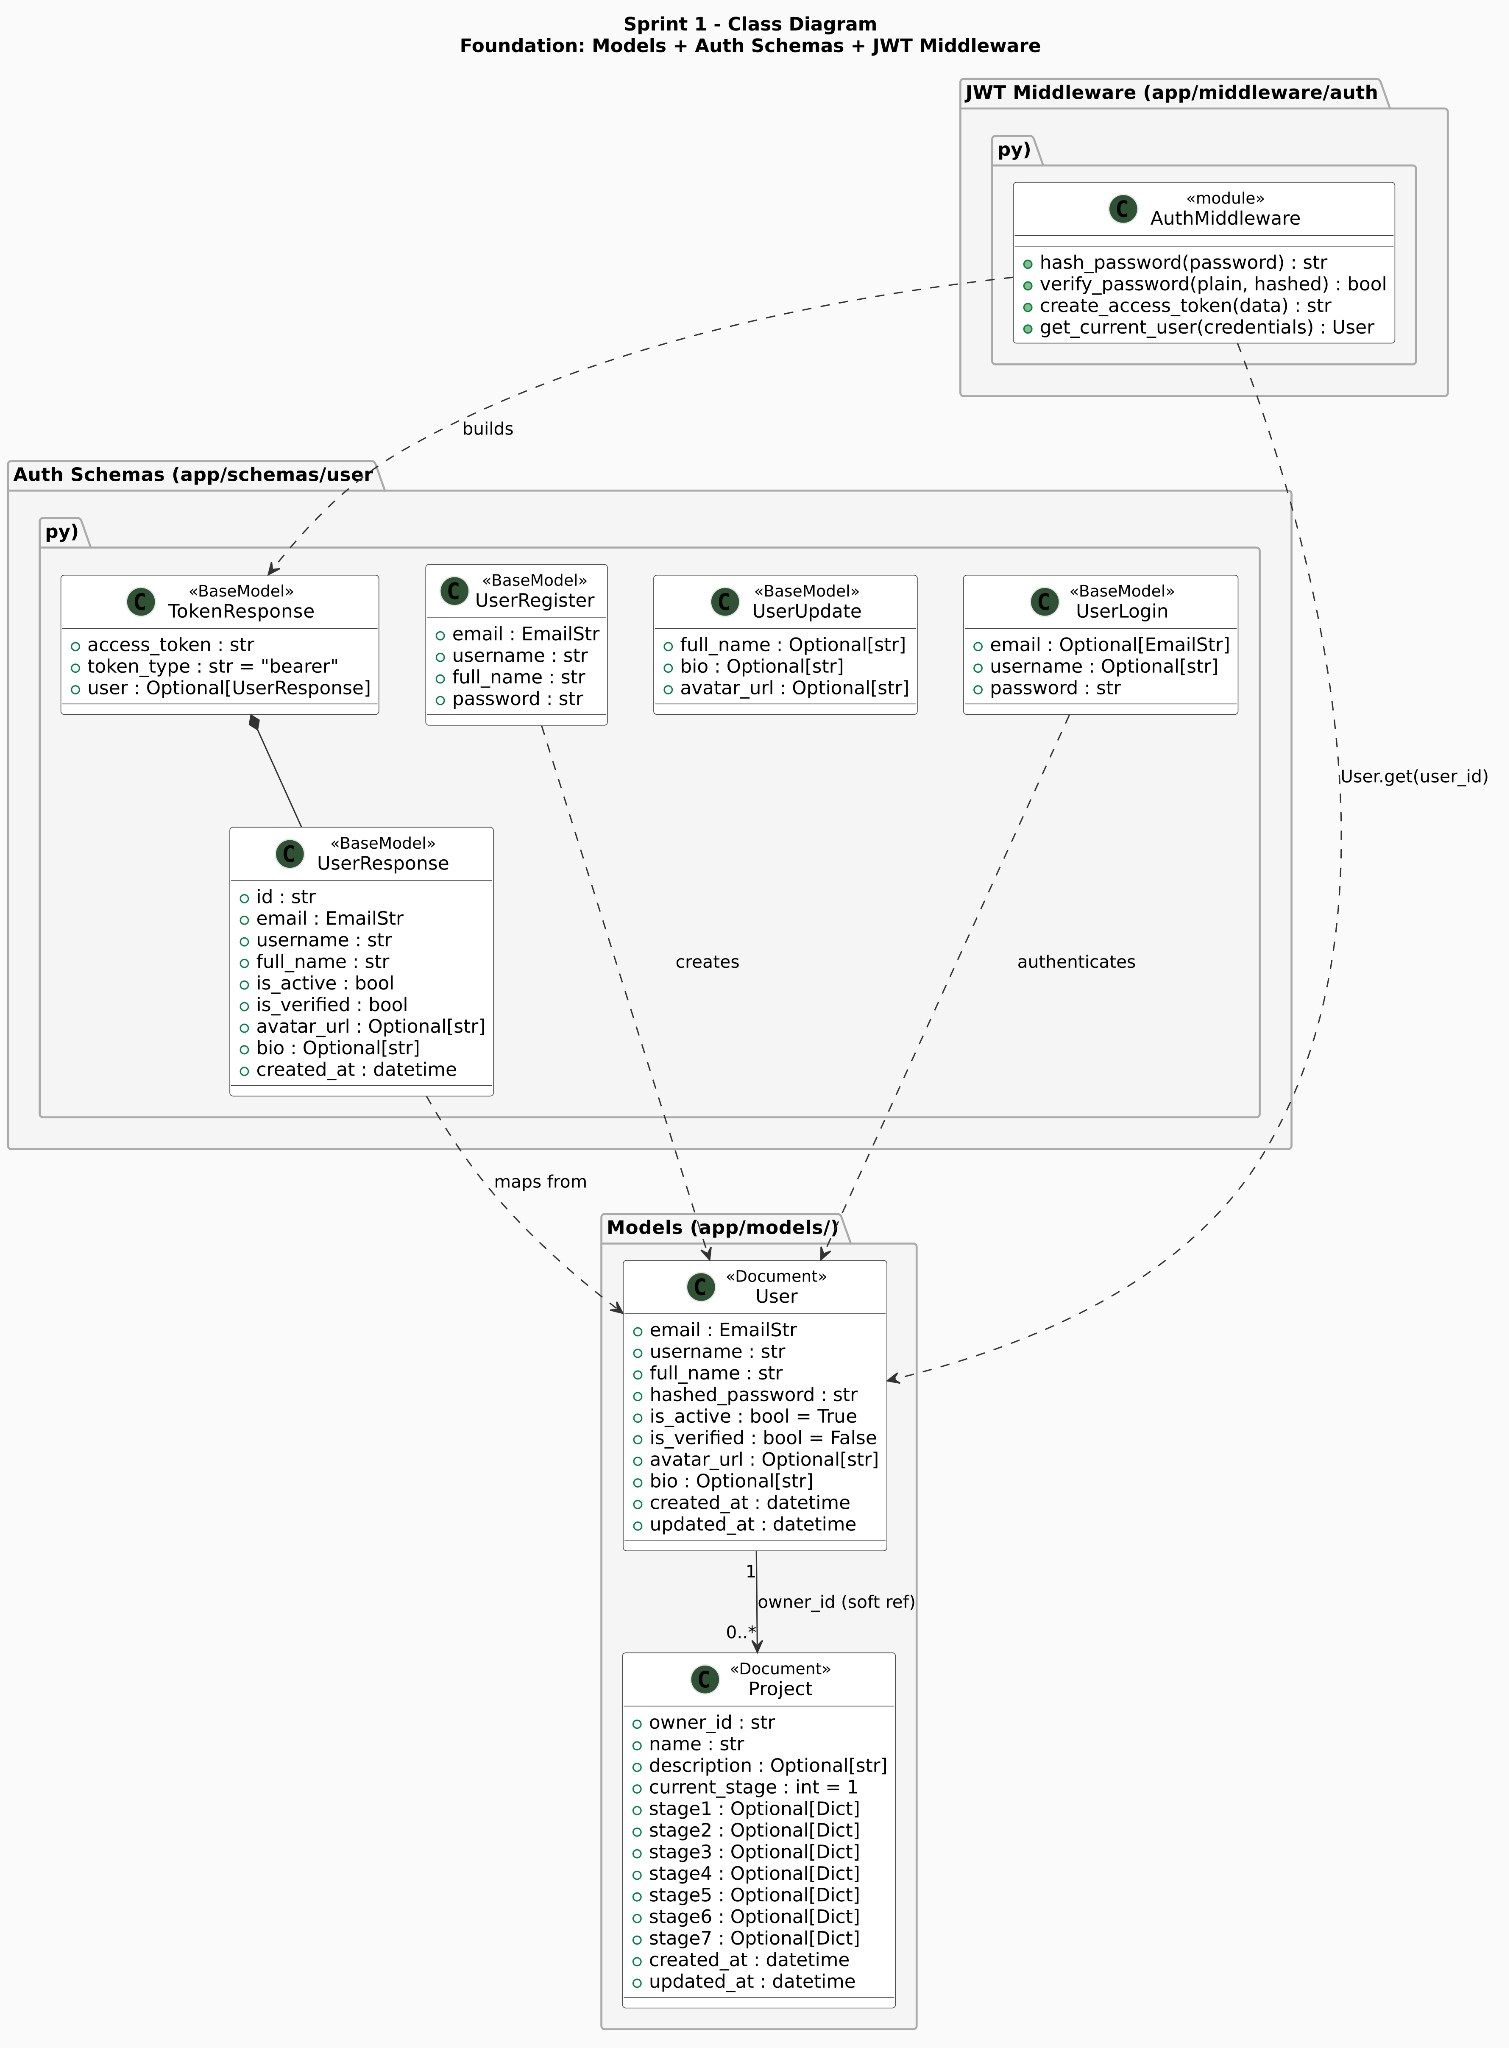 Sprint 1 - Class Diagram
Foundation: Models + Auth Schemas + JWT Middleware
JWT Middleware (app/middleware/auth
py)
C
«module»
AuthMiddleware
hash_password(password) : str
verify_password(plain, hashed) : bool
create_access_token(data) : str
get_current_user(credentials) : User
builds
Auth Schemas (app/schemas/user
py)
C
«BaseModel»
TokenResponse
access_token : str
token_type : str = "bearer"
user : Optional[UserResponse]
C
«BaseModel»
UserRegister
email : EmailStr
username : str
full_name : str
password : str
C
«BaseModel»
UserUpdate
full_name : Optional[str]
bio : Optional[str]
avatar_url : Optional[str]
C
«BaseModel»
UserLogin
email : Optional[EmailStr]
username : Optional[str]
password : str
User.get(user_id)
C
«BaseModel»
UserResponse
id : str
email : EmailStr
username : str
full_name : str
is_active : bool
is_verified : bool
avatar_url : Optional[str]
bio : Optional[str]
created_at : datetime
creates
authenticates
maps from
Models (app/models/)
C
«Document»
User
email : EmailStr
username : str
full_name : str
hashed_password : str
is_active : bool = True
is_verified : bool = False
avatar_url : Optional[str]
bio : Optional[str]
created_at : datetime
updated_at : datetime
1
owner_id (soft ref)
0..*
C
«Document»
Project
owner_id : str
name : str
description : Optional[str]
current_stage : int = 1
stage1 : Optional[Dict]
stage2 : Optional[Dict]
stage3 : Optional[Dict]
stage4 : Optional[Dict]
stage5 : Optional[Dict]
stage6 : Optional[Dict]
stage7 : Optional[Dict]
created_at : datetime
updated_at : datetime